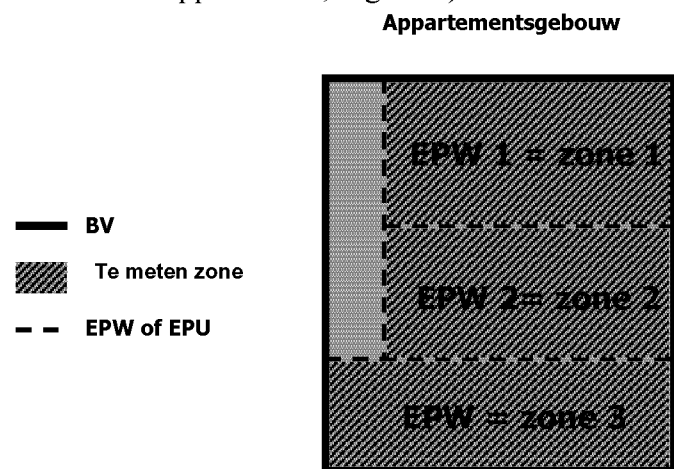 Appartementsgebouw
EPW 1 = zone 1
BV
Te meten zone
EPW 2= zone 2
EPW of EPU
EPW = zone 3